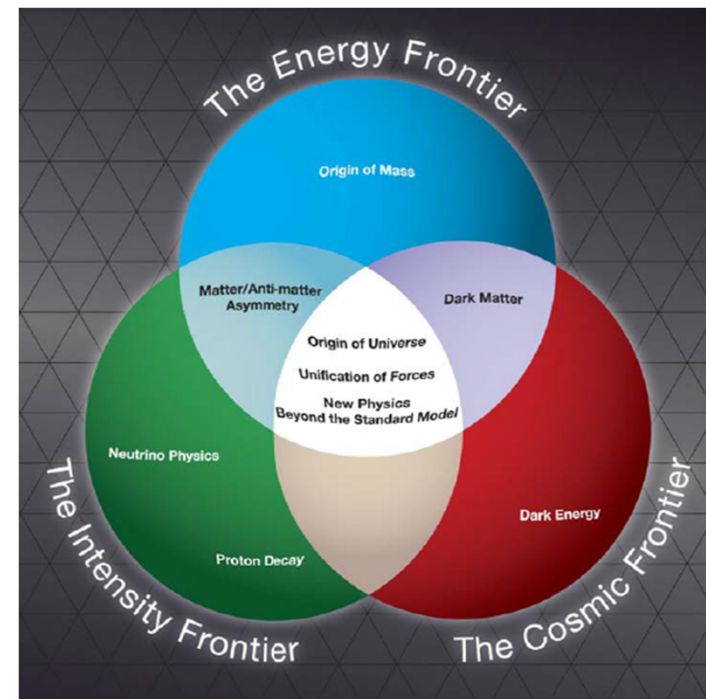 The Energy Frontier
Origin of Mass
Matter/Anti-matter
Asymmetry
Dark Matter
Origin of Universe
Unification of Forces
New Physics
Beyond the Standard Model
Neutrino Physics
Dark Energy
Proton Decay
The Intensity Frontier
The Cosmic Frontier